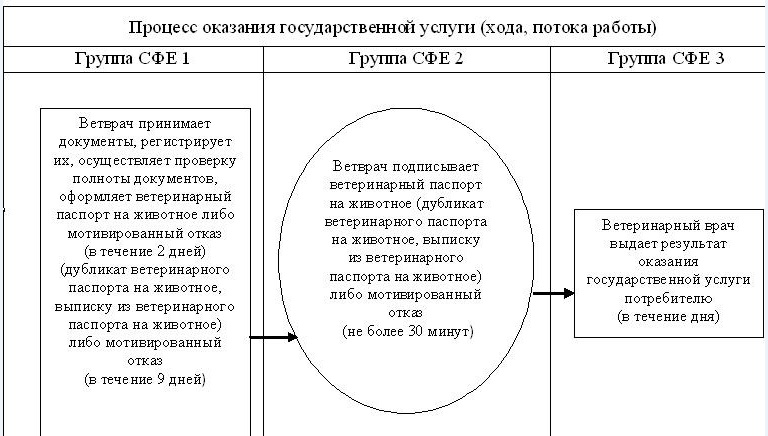 Процесс оказания государственной услуги (хода, потока работы)
Группа СФЕ 1
Группа СФЕ 2
Группа СФЕ 3
Ветврач принимает
документы, регистрирует
их, осуществляет проверку
полноты документов,
оформляет ветеринарный
паспорт на животное либо
мотивированный отказ
(в течение 2 дней)
(дубликат ветеринарного
паспорта на животное,
выписку из ветеринарного
паспорта на животное)
либо мотивированный
отказ
(в течение 9 дней)
Ветврач подписывает
ветеринарный паспорт
на животное (дубликат
ветеринарного паспорта
на животное, выписку
из ветеринарного
паспорта на животное)
либо мотивированный
отказ
(не более 30 минут)
Ветеринарный врач
выдает результат
оказания
государственной услуги
потребителю
(в течение дня)